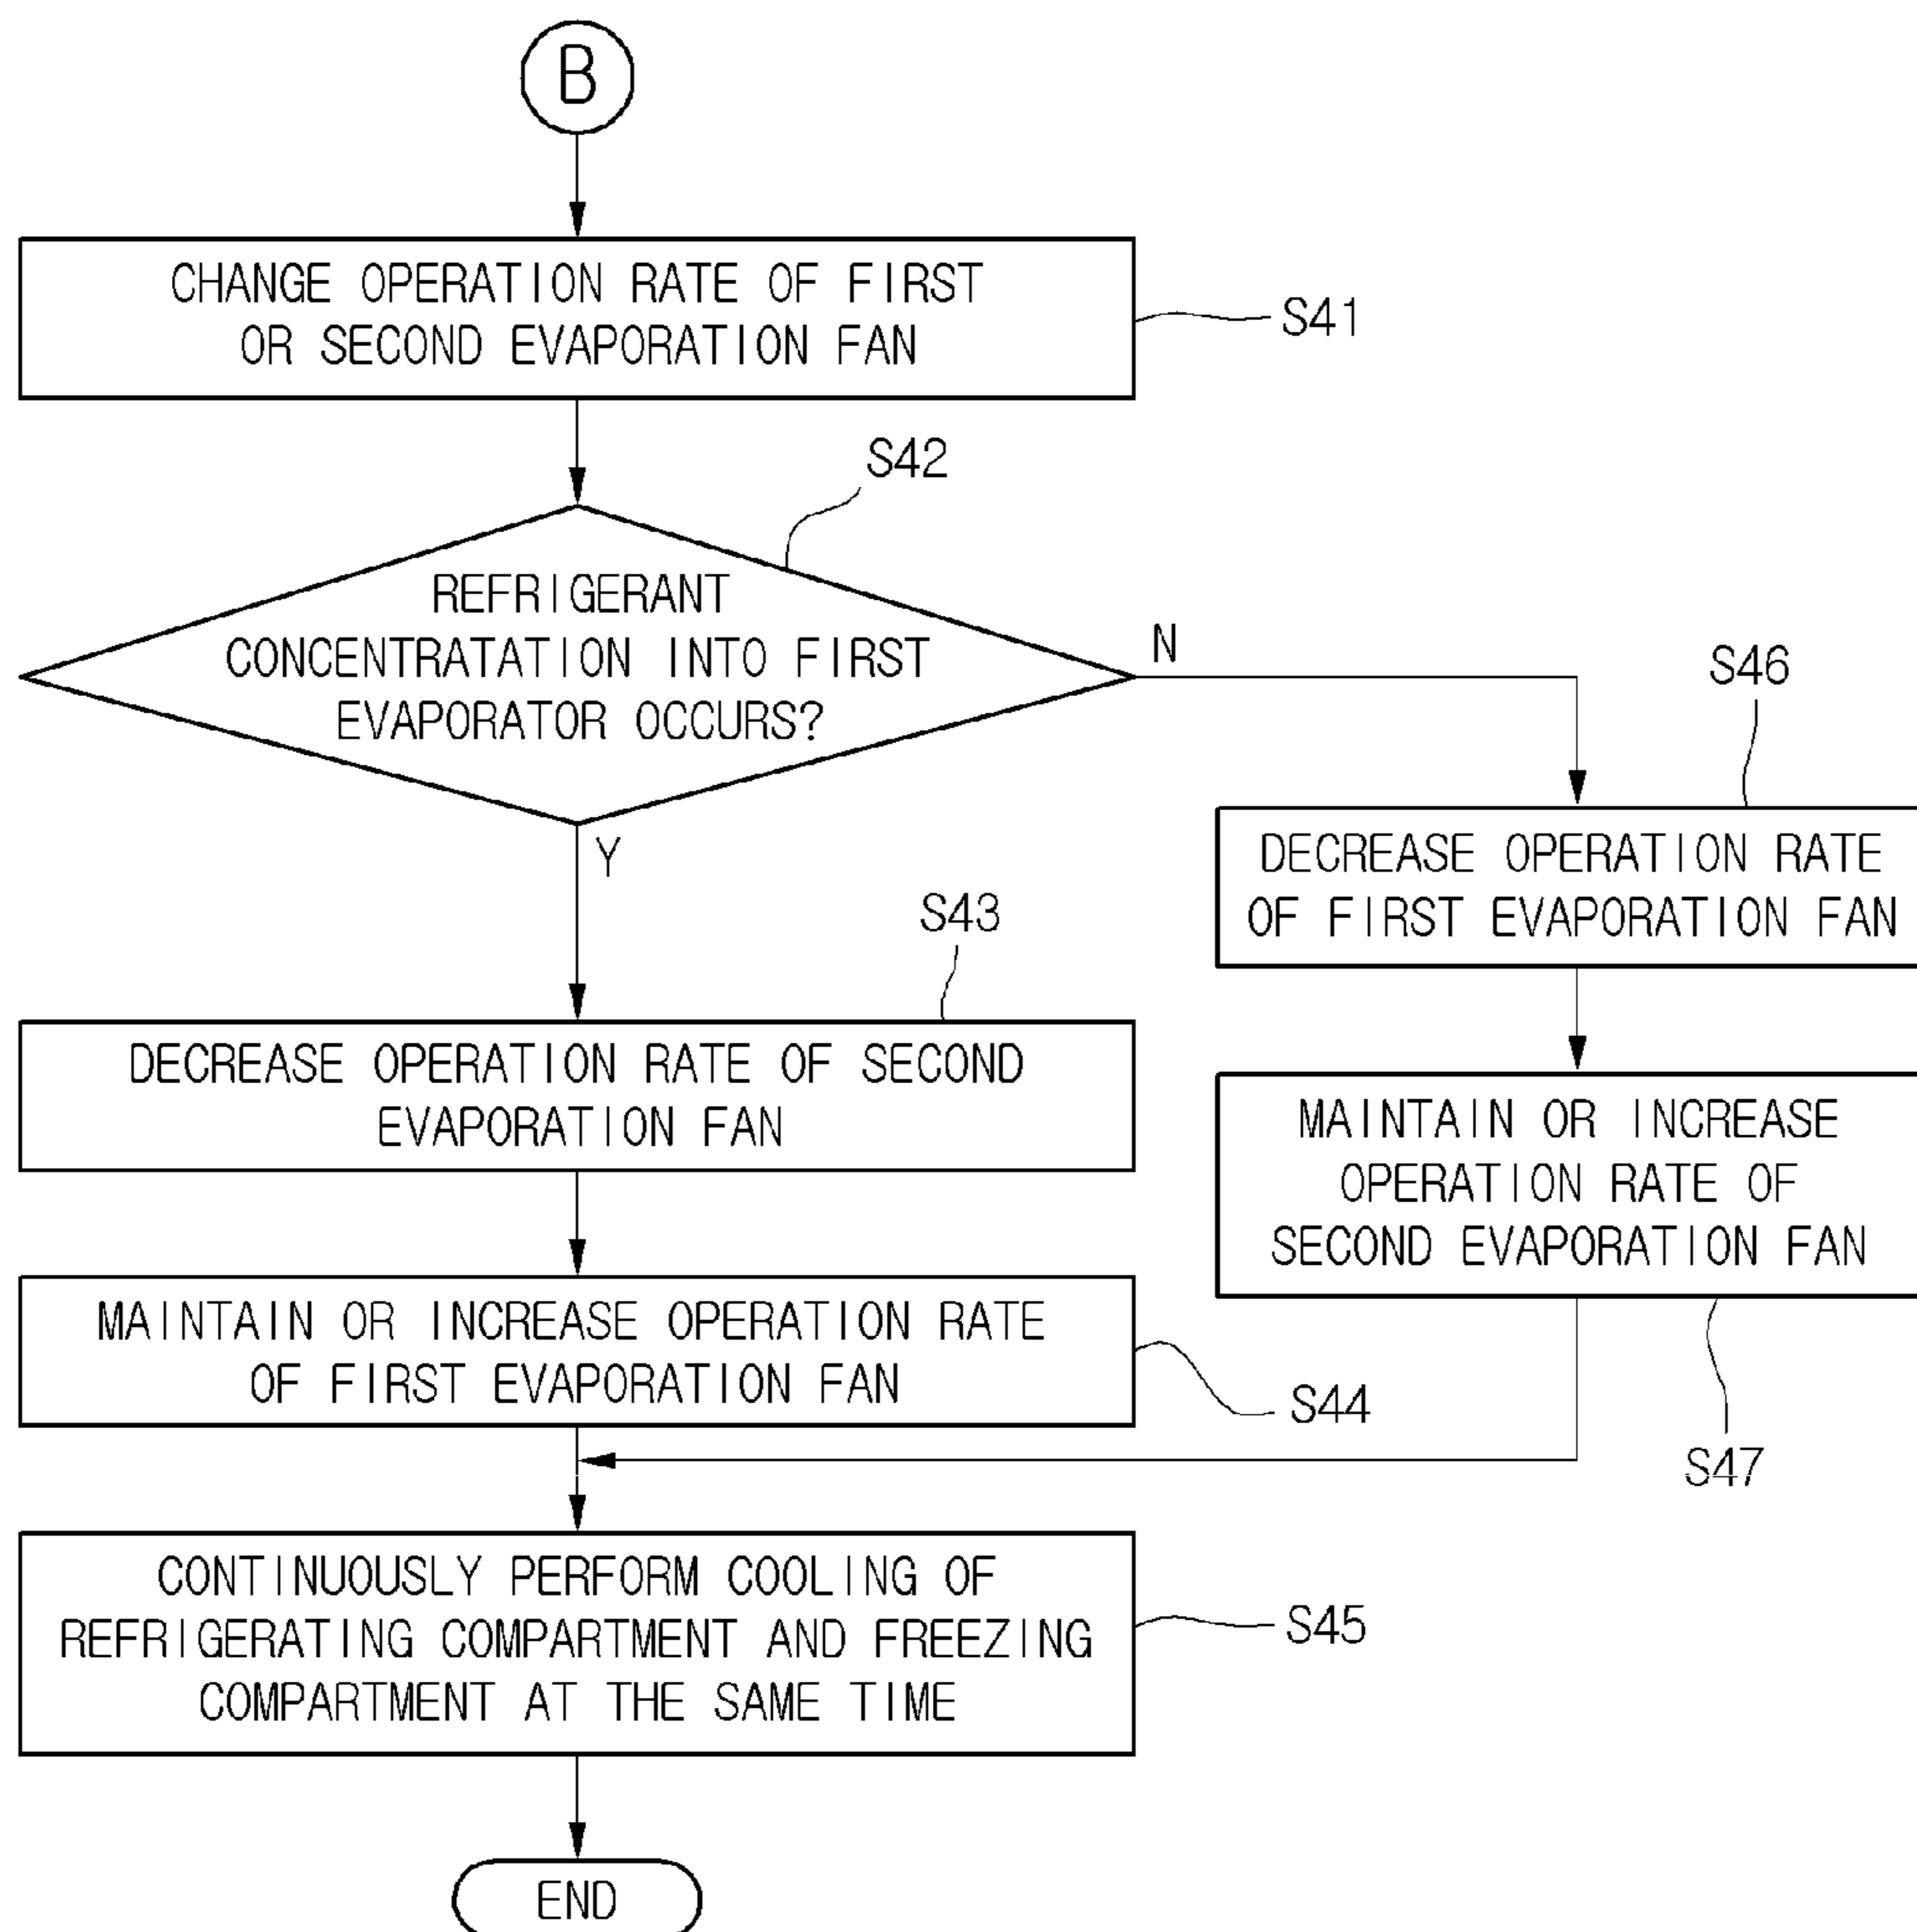 B
CHANGE OPERATION RATE OF FIRST
OR SECOND EVAPORATION FAN
S41
S42
REFRIGERANT
CONCENTRATATION INTO FIRST
EVAPORATOR OCCURS?
N
Y
S46
DECREASE OPERATION RATE
OF FIRST EVAPORATION FAN
S43
DECREASE OPERATION RATE OF SECOND
EVAPORATION FAN
MAINTAIN OR INCREASE
OPERATION RATE OF
SECOND EVAPORATION FAN
S47
MAINTAIN OR INCREASE OPERATION RATE
OF FIRST EVAPORATION FAN
S44
CONTINUOUSLY PERFORM COOLING OF
REFRIGERATING COMPARTMENT AND FREEZING
COMPARTMENT AT THE SAME TIME
S45
END